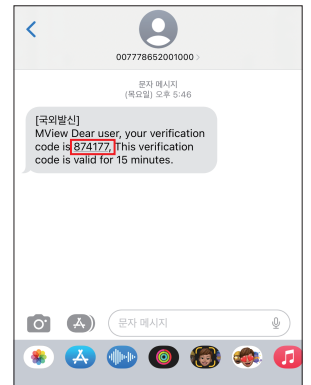 007778652001000 >
문자 메시지
(목요일) 오후 5:46
[국외발신]
MView Dear user, your verification
code is 874177, This verification
code is valid for 15 minutes.
문자 메시지